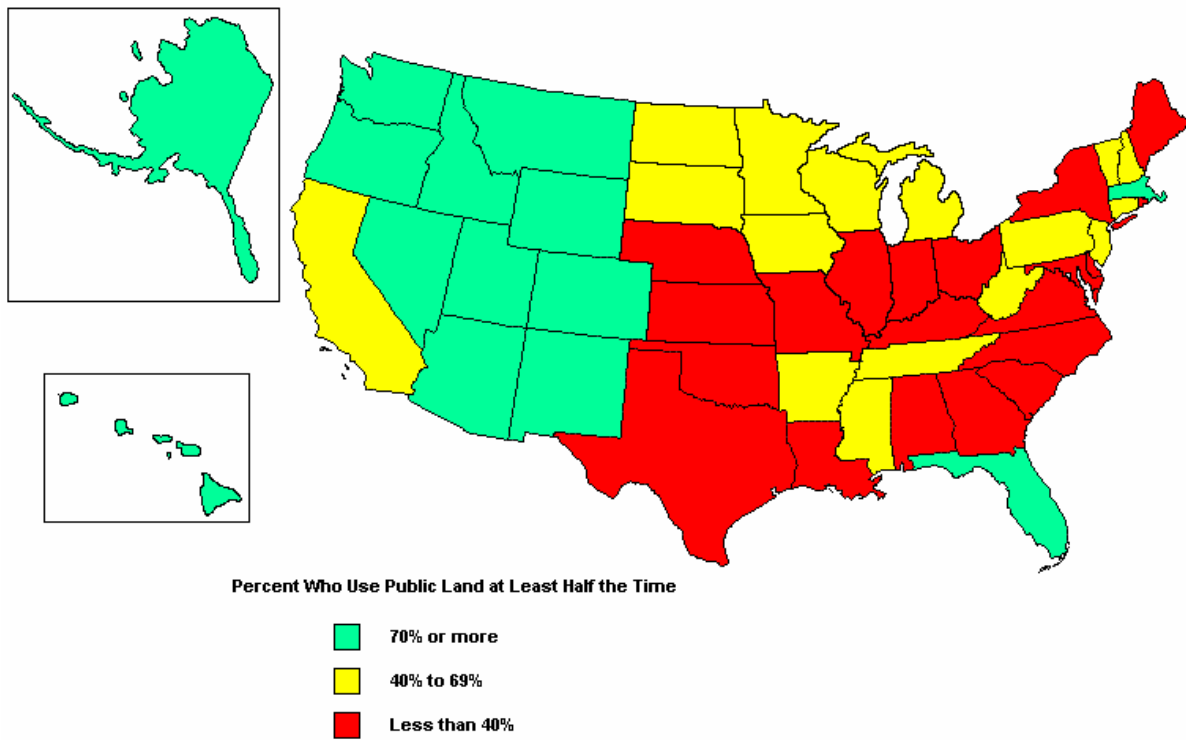 Percent Who Use Public Land at Least Half the Time
70% or more
40% to 69%
Less than 40%